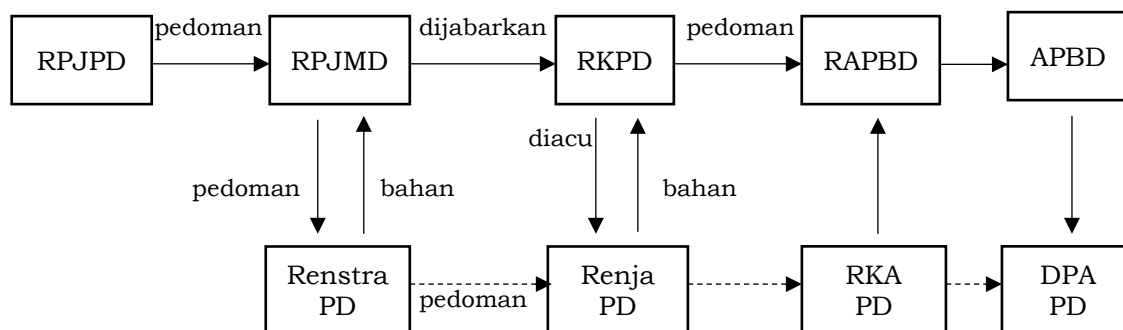 pedoman
dijabarkan
pedoman
RPJPD
RPJMD
RKPD
RAPBD
APBD
diacu
pedoman
bahan
bahan
Renstra
PD
pedoman
Renja
PD
RKA
PD
DPA
PD